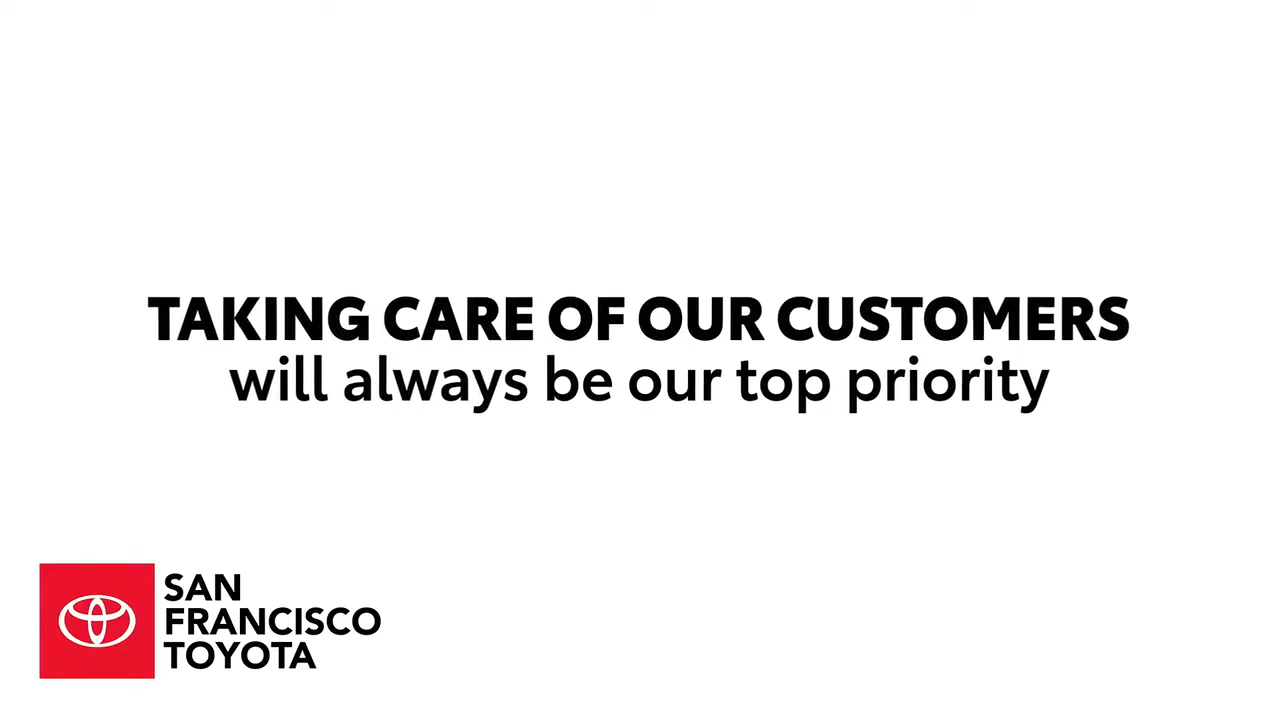 TAKING CARE OF OUR CUSTOMERS
will always be our top priority
SAN
FRANCISCO
TOYOTA